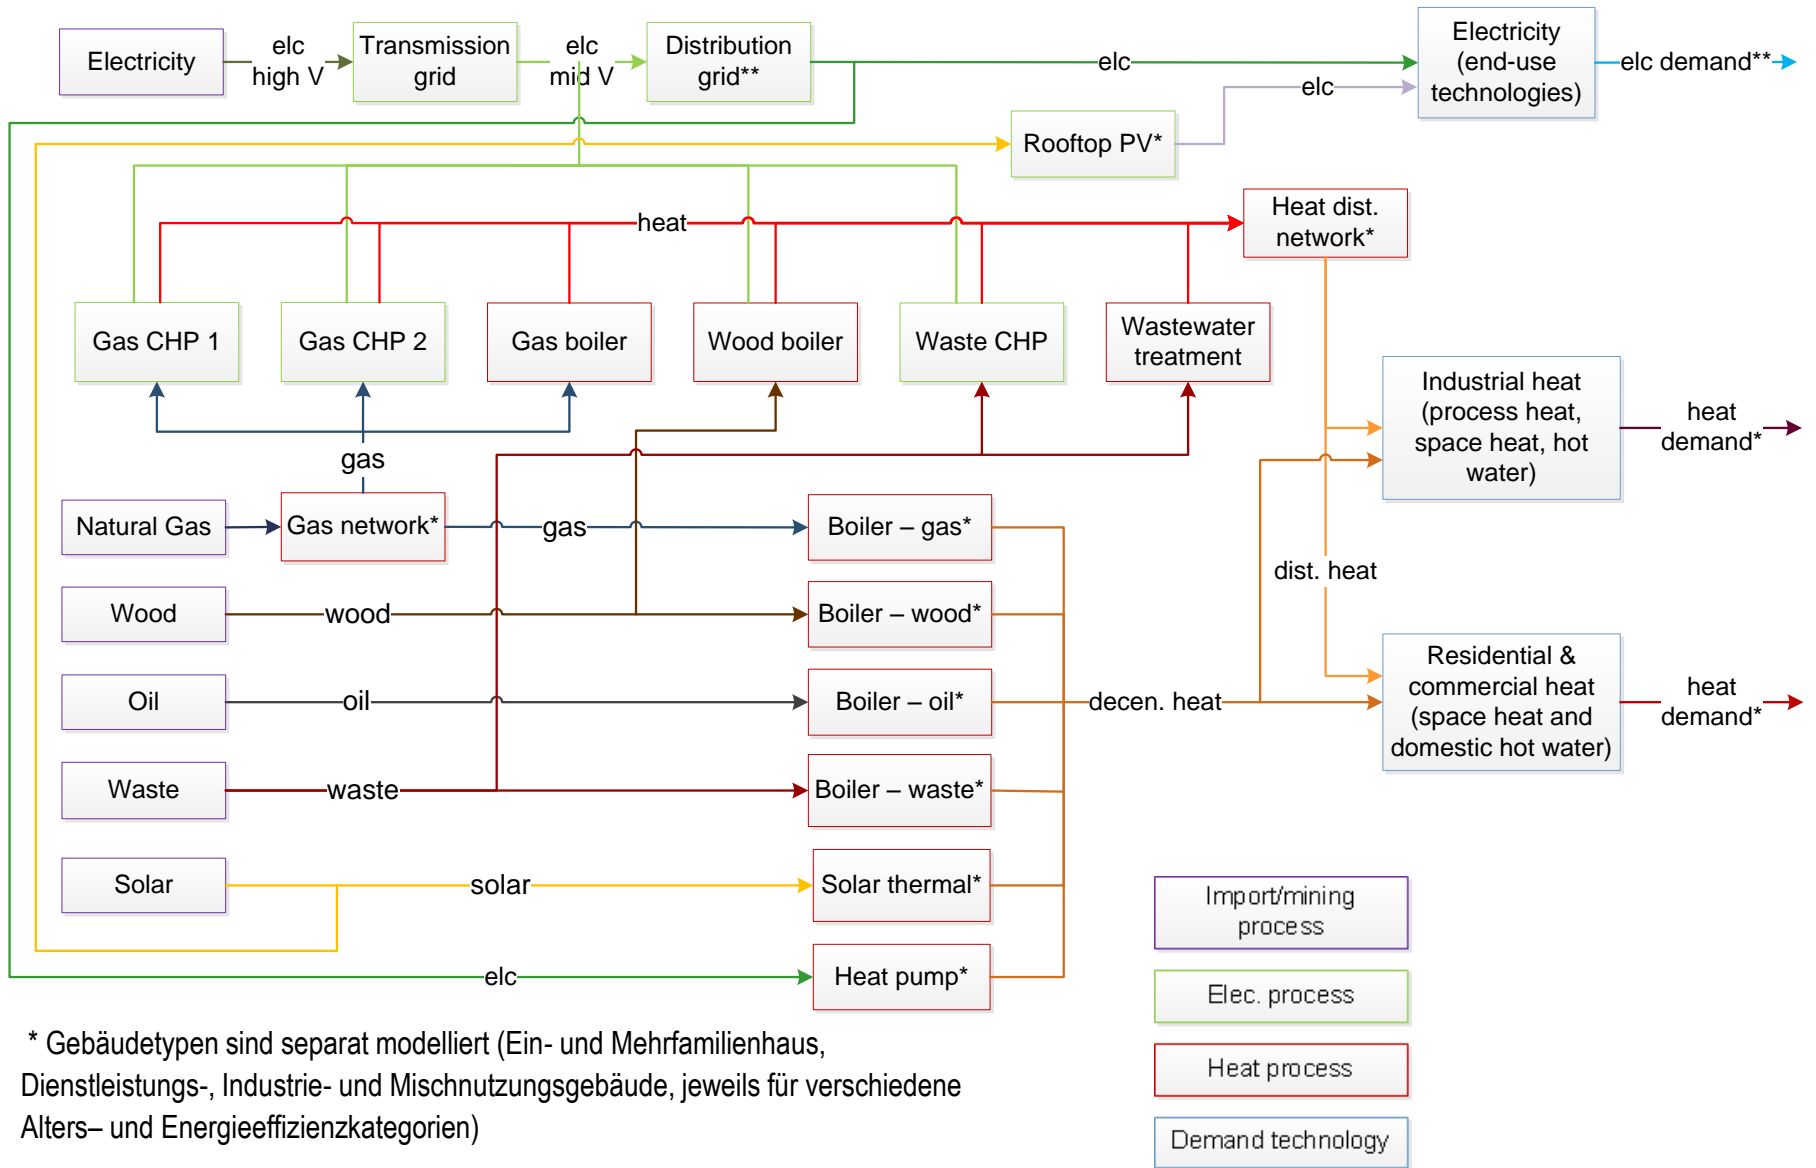 Electricity
elc
high V
Transmission
grid
elc
mid V
Distribution
grid**
elc
Electricity
(end-use
technologies)
elc demand**
elc
Rooftop PV*
heat
Heat dist.
network*
Gas CHP 1
Gas CHP 2
Gas boiler
Wood boiler
Waste CHP
Wastewater
treatment
Industrial heat
(process heat,
space heat, hot
water)
heat
demand*
gas
Natural Gas
Gas network*
gas
Boiler – gas*
dist. heat
Wood
wood
Boiler – wood*
Oil
oil
Boiler – oil*
decen. heat
Residential &
commercial heat
(space heat and
domestic hot water)
heat
demand*
Waste
waste
Boiler – waste*
Solar
solar
Solar thermal*
elc
Heat pump*
Import/mining
process
Elec. process
Heat process
Demand technology
* Gebäudetypen sind separat modelliert (Ein- und Mehrfamilienhaus,
Dienstleistungs-, Industrie- und Mischnutzungsgebäude, jeweils für verschiedene
Alters– und Energieeffizienzkategorien)